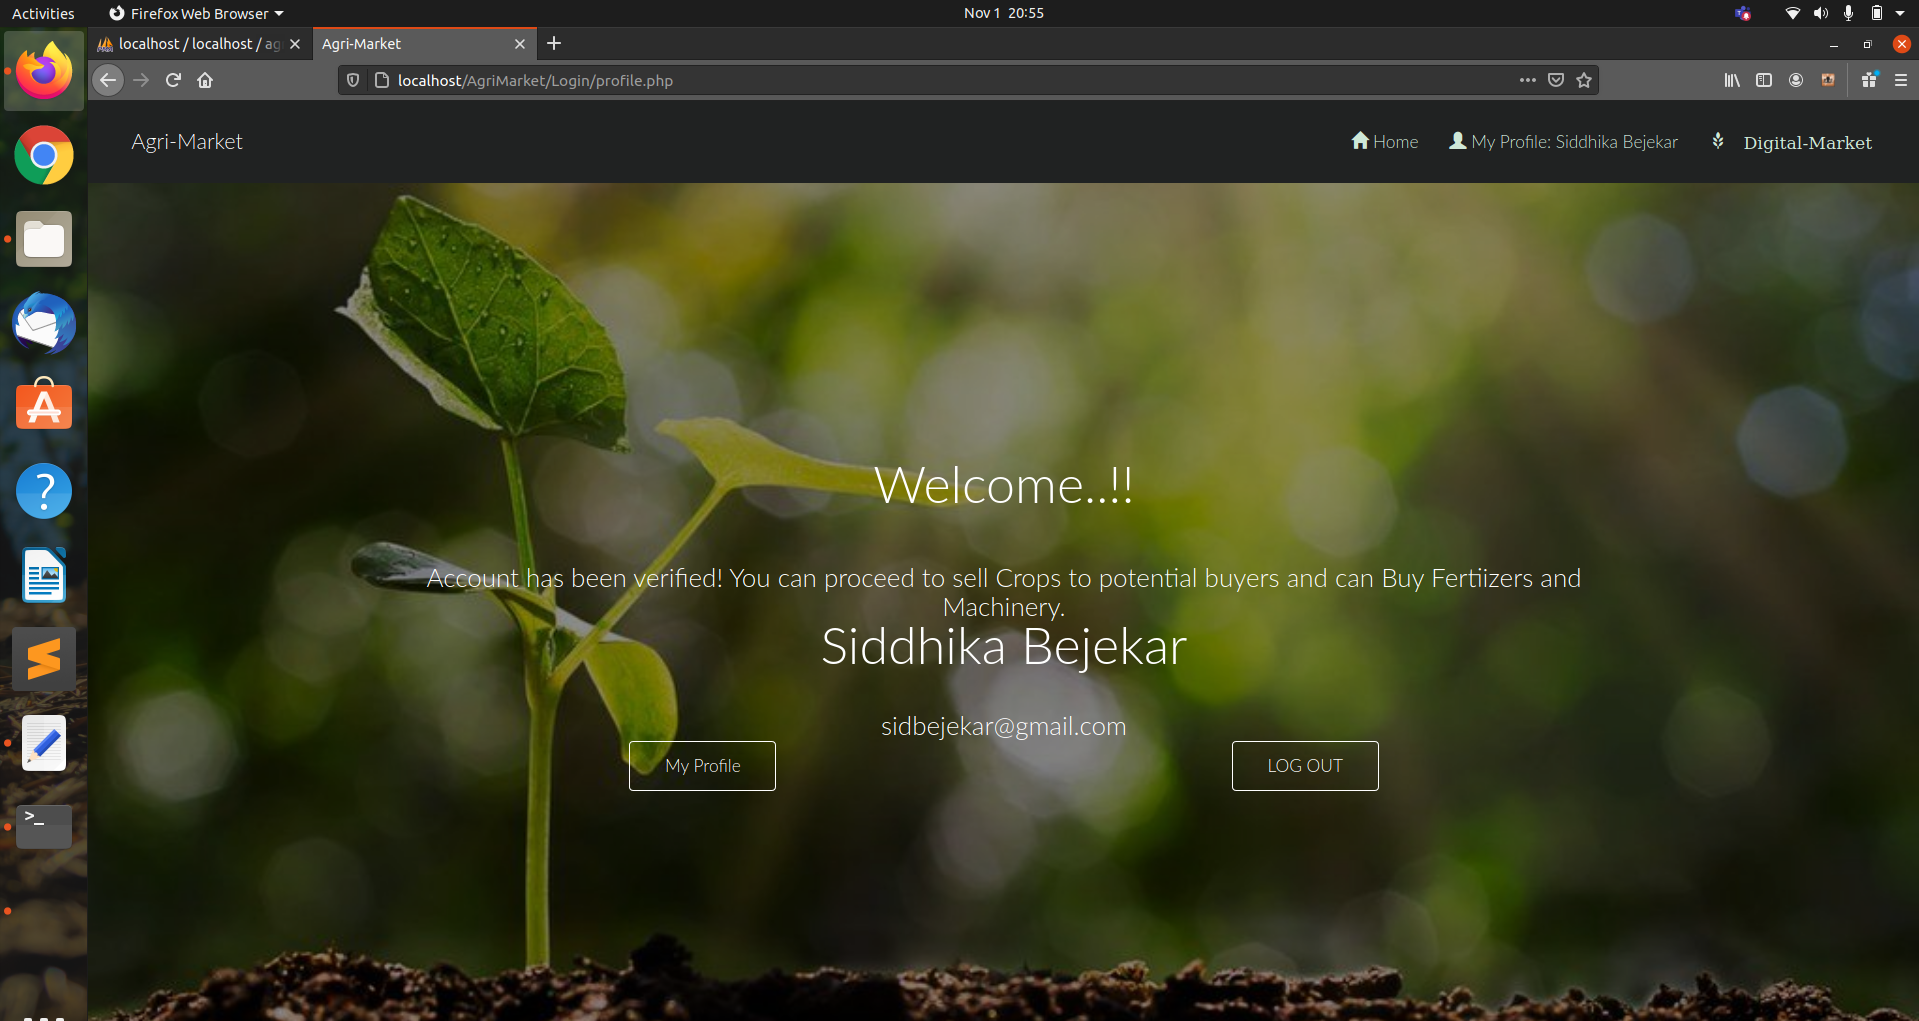 Activities
Firefox Web Browser
Nov 1 20:55
localhost / localhost / ag
Agri-Market
localhost/AgriMarket/Login/profile.php
Agri-Market
Home
My Profile: Siddhika Bejekar
Digital-Market
Welcome..!!
Account has been verified! You can proceed to sell Crops to potential buyers and can Buy Fertiizers and
Machinery.
Siddhika Bejekar
sidbejekar@gmail.com
My Profile
LOG OUT